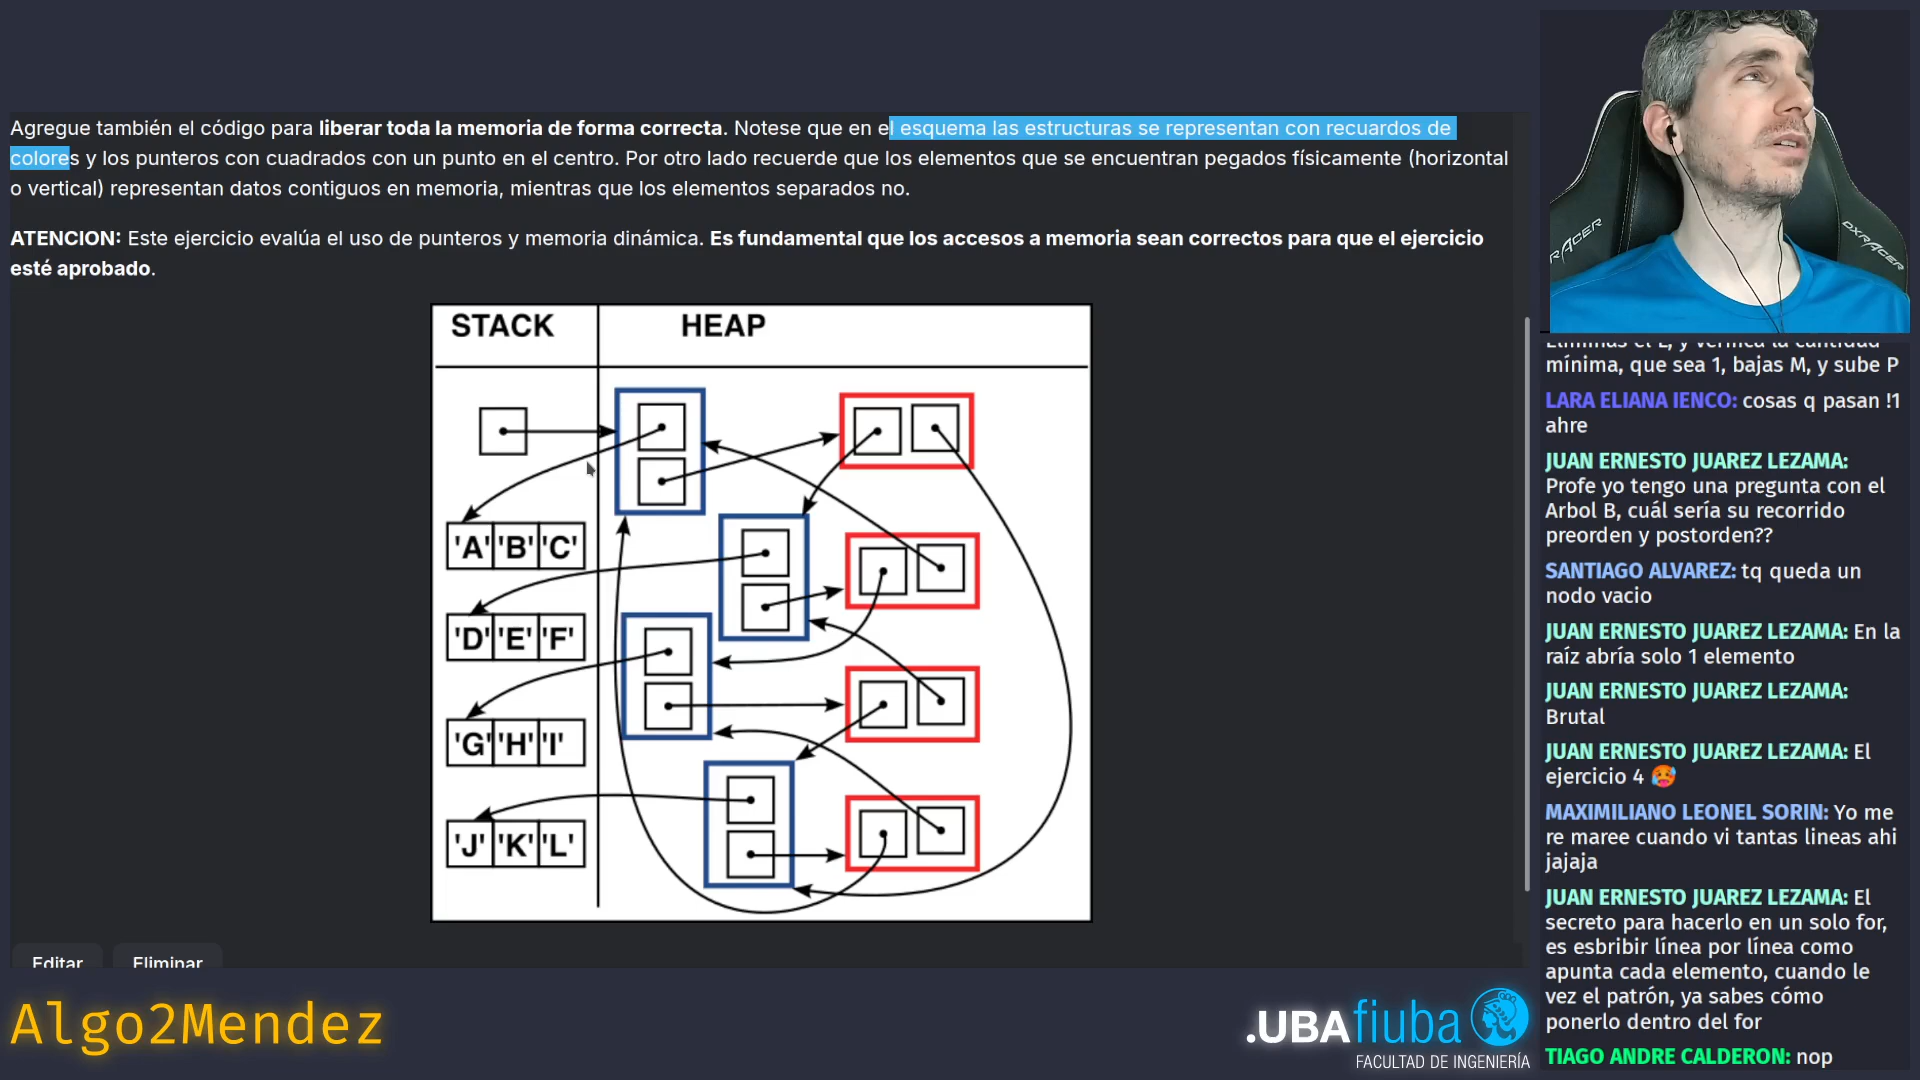 Agregue también el código para liberar toda la memoria de forma correcta. Notese que en el esquema las estructuras se representan con recuardos de
colores y los punteros con cuadrados con un punto en el centro. Por otro lado recuerde que los elementos que se encuentran pegados físicamente (horizontal
o vertical) representan datos contiguos en memoria, mientras que los elementos separados no.
ATENCION: Este ejercicio evalúa el uso de punteros y memoria dinámica. Es fundamental que los accesos a memoria sean correctos para que el ejercicio
esté aprobado.
STACK HEAP
'A' 'B' 'C'
'D' 'E' 'F'
'G' 'H' 'I'
'J' 'K' 'L'
Editar Eliminar
Algo2Mendez
.UBAfiuba
FACULTAD DE INGENIERÍA
DXRACER
Eliminas el L, y verifica la cantidad
mínima, que sea 1, bajas M, y sube P
LARA ELIANA IENCO: cosas q pasan !1
ahre
JUAN ERNESTO JUAREZ LEZAMA:
Profe yo tengo una pregunta con el
Arbol B, cuál sería su recorrido
preorden y postorden??
SANTIAGO ALVAREZ: tq queda un
nodo vacio
JUAN ERNESTO JUAREZ LEZAMA: En la
raíz abría solo 1 elemento
JUAN ERNESTO JUAREZ LEZAMA:
Brutal
JUAN ERNESTO JUAREZ LEZAMA: El
ejercicio 4 🥵
MAXIMILIANO LEONEL SORIN: Yo me
re maree cuando vi tantas lineas ahi
jajaja
JUAN ERNESTO JUAREZ LEZAMA: El
secreto para hacerlo en un solo for,
es esbribir línea por línea como
apunta cada elemento, cuando le
vez el patrón, ya sabes cómo
ponerlo dentro del for
TIAGO ANDRE CALDERON: nop